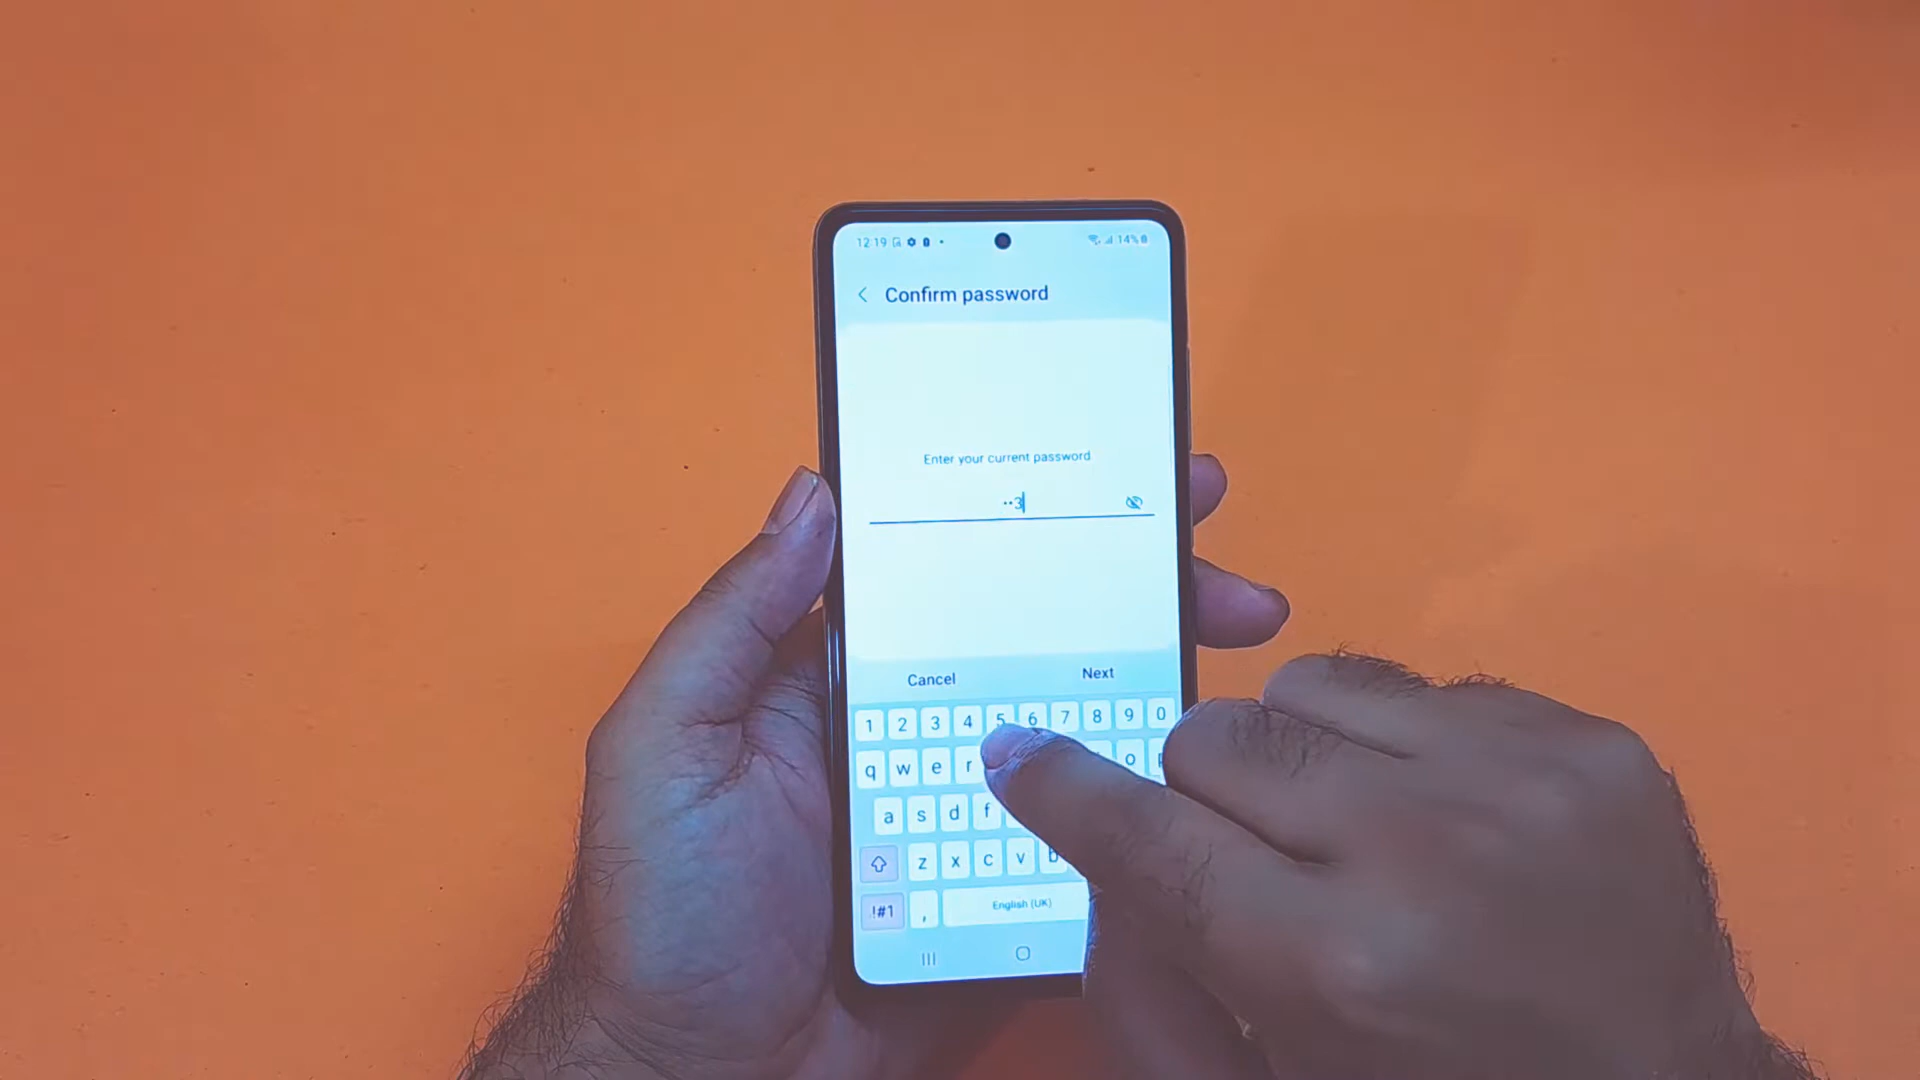 12:19 14%
Confirm password
Enter your current password
··3
Cancel Next
1 2 3 4 5 6 7 8 9 0
q w e r o
a s d f
z x c v b
!#1 , English (UK)